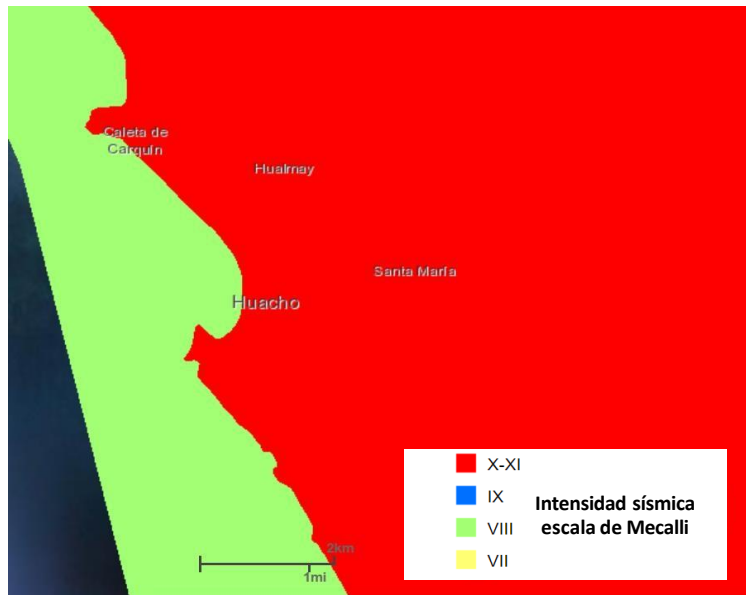 Caleta de
Carquín
Hualmay
Santa María
Huacho
X-XI
IX
VIII
VII
Intensidad sísmica
escala de Mecalli
2km
1mi